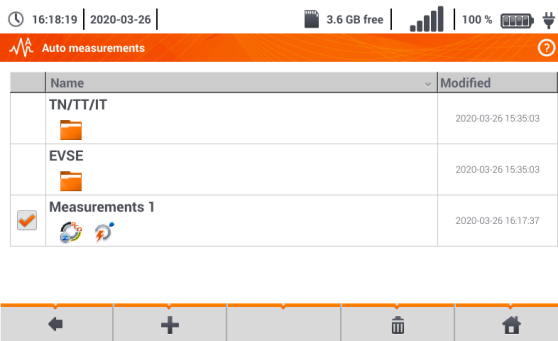 16:18:19 2020-03-26 3.6 GB free 100 %
Auto measurements ?
Name Modified
TN/TT/IT
2020-03-26 15:35:03
EVSE
2020-03-26 15:35:03
Measurements 1
2020-03-26 16:17:37